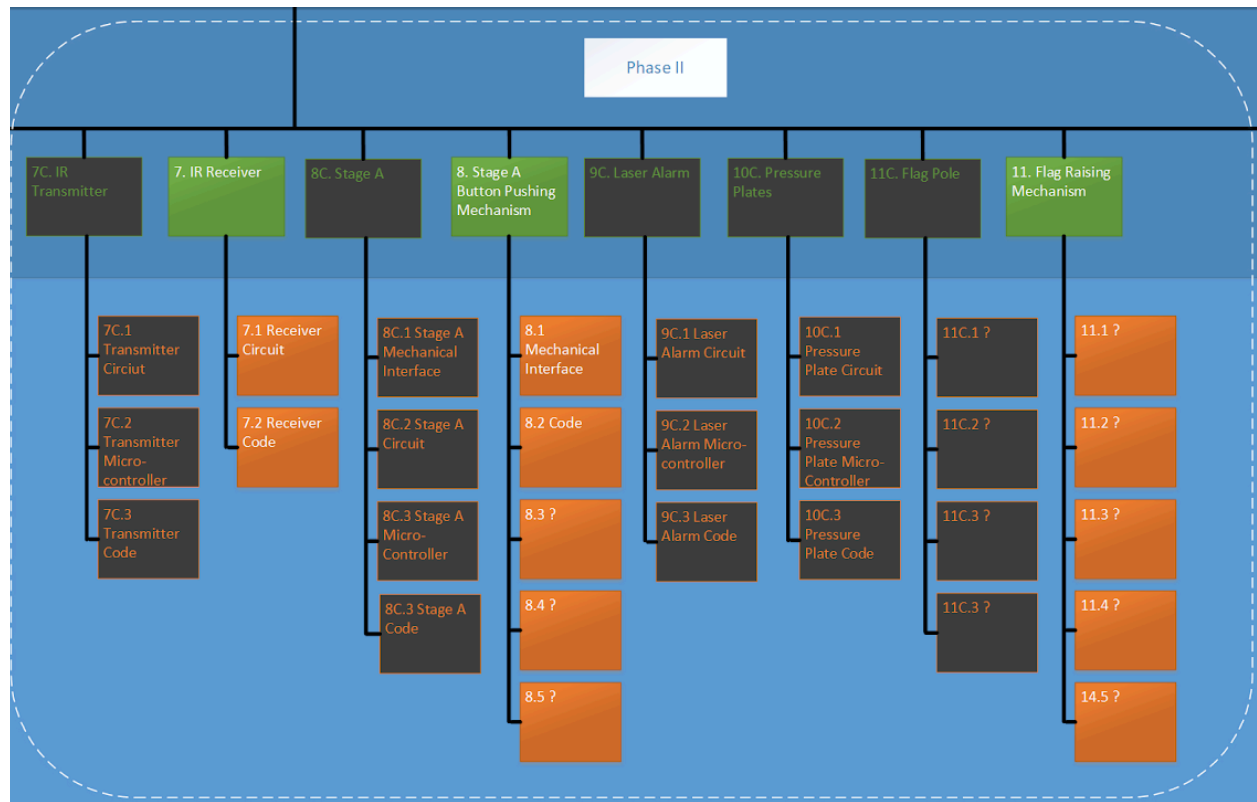 Phase II
7C. IR
Transmitter
7. IR Receiver
8C. Stage A
8. Stage A
Button Pushing
Mechanism
9C. Laser Alarm
10C. Pressure
Plates
11C. Flag Pole
11. Flag Raising
Mechanism
7C.1
Transmitter
Circiut
7C.2
Transmitter
Micro-
controller
7C.3
Transmitter
Code
7.1 Receiver
Circuit
7.2 Receiver
Code
8C.1 Stage A
Mechanical
Interface
8C.2 Stage A
Circuit
8C.3 Stage A
Micro-
Controller
8C.3 Stage A
Code
8.1
Mechanical
Interface
8.2 Code
8.3 ?
8.4 ?
8.5 ?
9C.1 Laser
Alarm Circuit
9C.2 Laser
Alarm Micro-
controller
9C.3 Laser
Alarm Code
10C.1
Pressure
Plate Circuit
10C.2
Pressure
Plate Micro-
Controller
10C.3
Pressure
Plate Code
11C.1 ?
11C.2 ?
11C.3 ?
11C.3 ?
11.1 ?
11.2 ?
11.3 ?
11.4 ?
14.5 ?